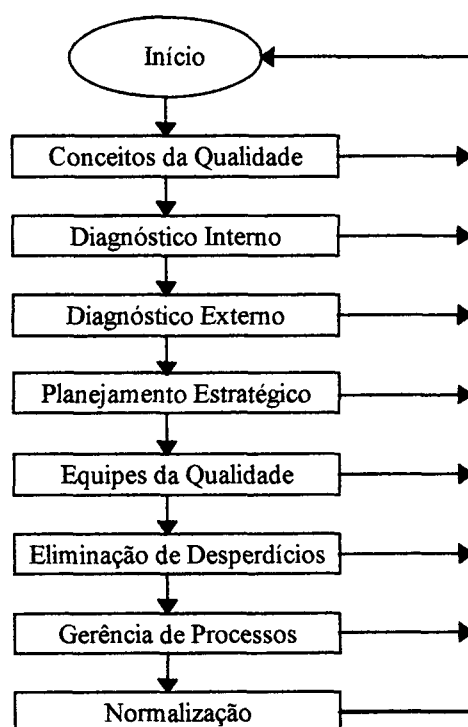 Início
Conceitos da Qualidade
Diagnóstico Interno
Diagnóstico Externo
Planejamento Estratégico
Equipes da Qualidade
Eliminação de Desperdícios
Gerência de Processos
Normalização